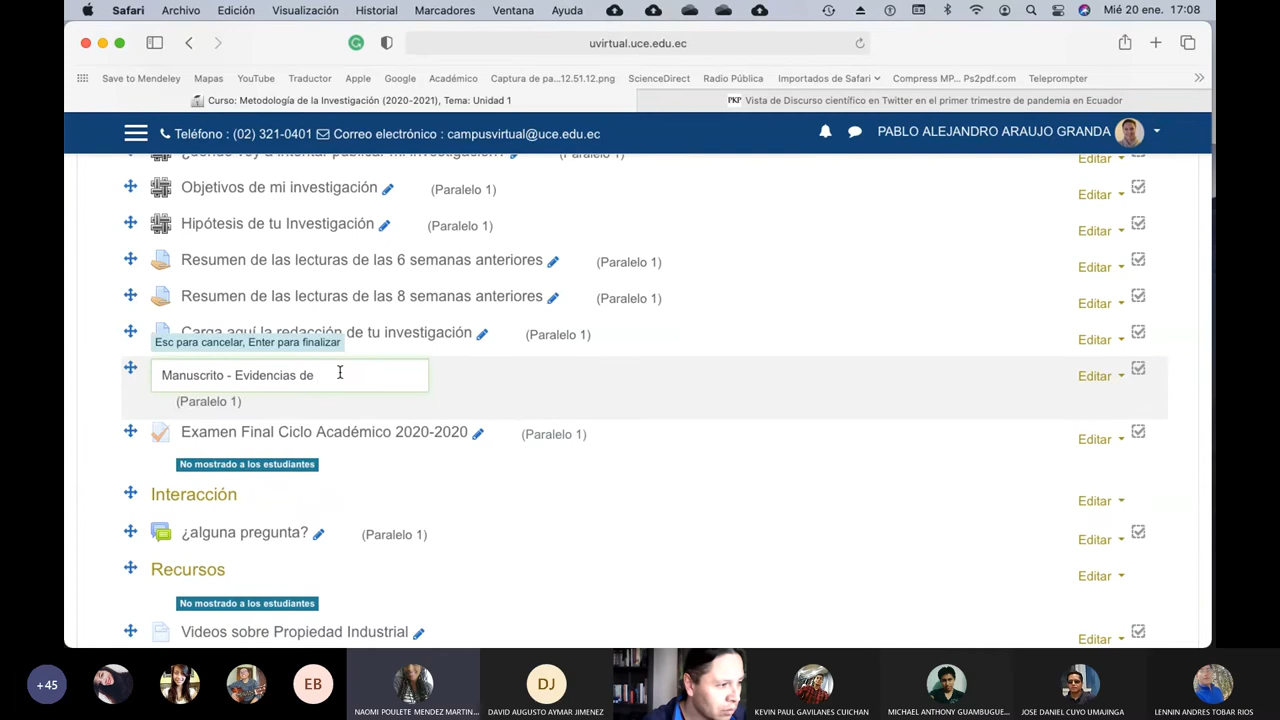 Safari Archivo Edición Visualización Historial Marcadores Ventana Ayuda Mié 20 ene. 17:08
uvirtual.uce.edu.ec
Save to Mendeley Mapas YouTube Traductor Apple Google Académico Captura de pa...12.51.12.png ScienceDirect Radio Pública Importados de Safari Compress MP... Ps2pdf.com Teleprompter
Curso: Metodología de la Investigación (2020-2021), Tema: Unidad 1 PKP Vista de Discurso científico en Twitter en el primer trimestre de pandemia en Ecuador
Teléfono : (02) 321-0401 Correo electrónico : campusvirtual@uce.edu.ec PABLO ALEJANDRO ARAUJO GRANDA
¿dónde voy a intentar publicar mi investigación? (Paralelo 1) Editar
Objetivos de mi investigación (Paralelo 1) Editar
Hipótesis de tu Investigación (Paralelo 1) Editar
Resumen de las lecturas de las 6 semanas anteriores (Paralelo 1) Editar
Resumen de las lecturas de las 8 semanas anteriores (Paralelo 1) Editar
Carga aquí la redacción de tu investigación (Paralelo 1) Editar
Esc para cancelar, Enter para finalizar
Manuscrito - Evidencias de Editar
(Paralelo 1)
Examen Final Ciclo Académico 2020-2020 (Paralelo 1) Editar
No mostrado a los estudiantes
Interacción Editar
¿alguna pregunta? (Paralelo 1) Editar
Recursos Editar
No mostrado a los estudiantes
Videos sobre Propiedad Industrial Editar
+45 EB DJ
NAOMI POULETE MENDEZ MARTIN... DAVID AUGUSTO AYMAR JIMENEZ KEVIN PAUL GAVILANES CUICHAN MICHAEL ANTHONY GUAMBUGUE... JOSE DANIEL CUYO UMAJINGA LENNIN ANDRES TOBAR RIOS